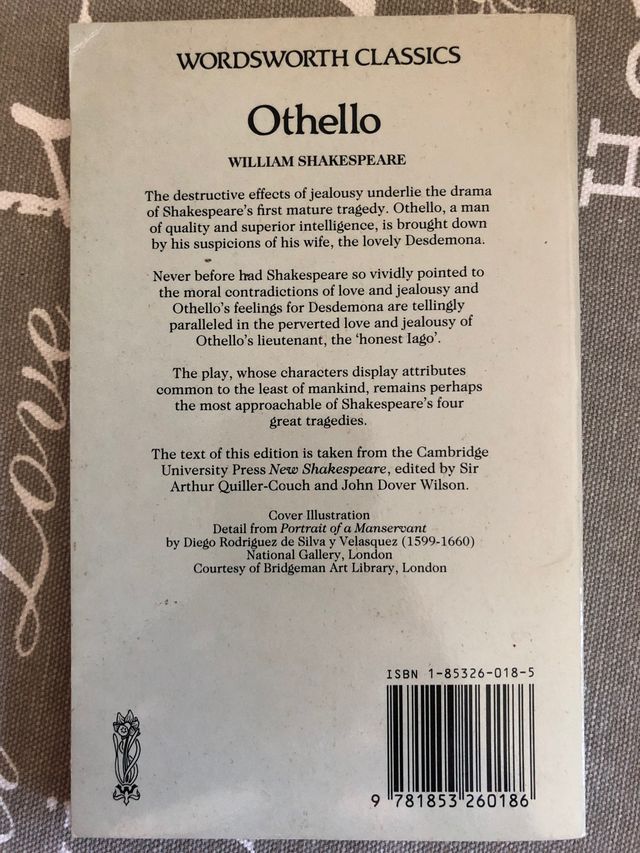 WORDSWORTH CLASSICS
Othello
WILLIAM SHAKESPEARE
The destructive effects of jealousy underlie the drama
of Shakespeare's first mature tragedy. Othello, a man
of quality and superior intelligence, is brought down
by his suspicions of his wife, the lovely Desdemona.
Never before had Shakespeare so vividly pointed to
the moral contradictions of love and jealousy and
Othello's feelings for Desdemona are tellingly
paralleled in the perverted love and jealousy of
Othello's lieutenant, the 'honest Iago'.
The play, whose characters display attributes
common to the least of mankind, remains perhaps
the most approachable of Shakespeare's four
great tragedies.
The text of this edition is taken from the Cambridge
University Press New Shakespeare, edited by Sir
Arthur Quiller-Couch and John Dover Wilson.
Cover Illustration
Detail from Portrait of a Manservant
by Diego Rodriguez de Silva y Velasquez (1599-1660)
National Gallery, London
Courtesy of Bridgeman Art Library, London
ISBN 1-85326-018-5
9 781853 260186
Love